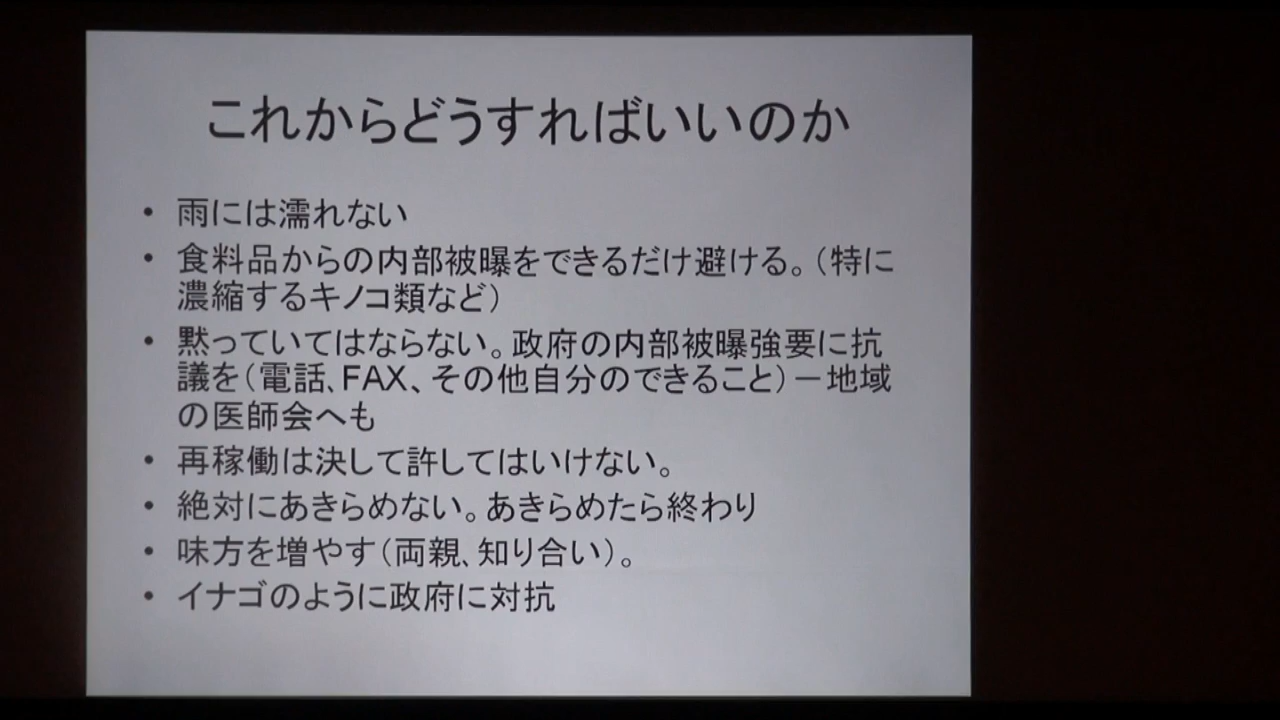 これからどうすればいいのか
• 雨には濡れない
• 食料品からの内部被曝をできるだけ避ける。（特に
濃縮するキノコ類など）
• 黙っていてはならない。政府の内部被曝強要に抗
議を（電話、FAX、その他自分のできること）－地域
の医師会へも
• 再稼働は決して許してはいけない。
• 絶対にあきらめない。あきらめたら終わり
• 味方を増やす（両親、知り合い）。
• イナゴのように政府に対抗